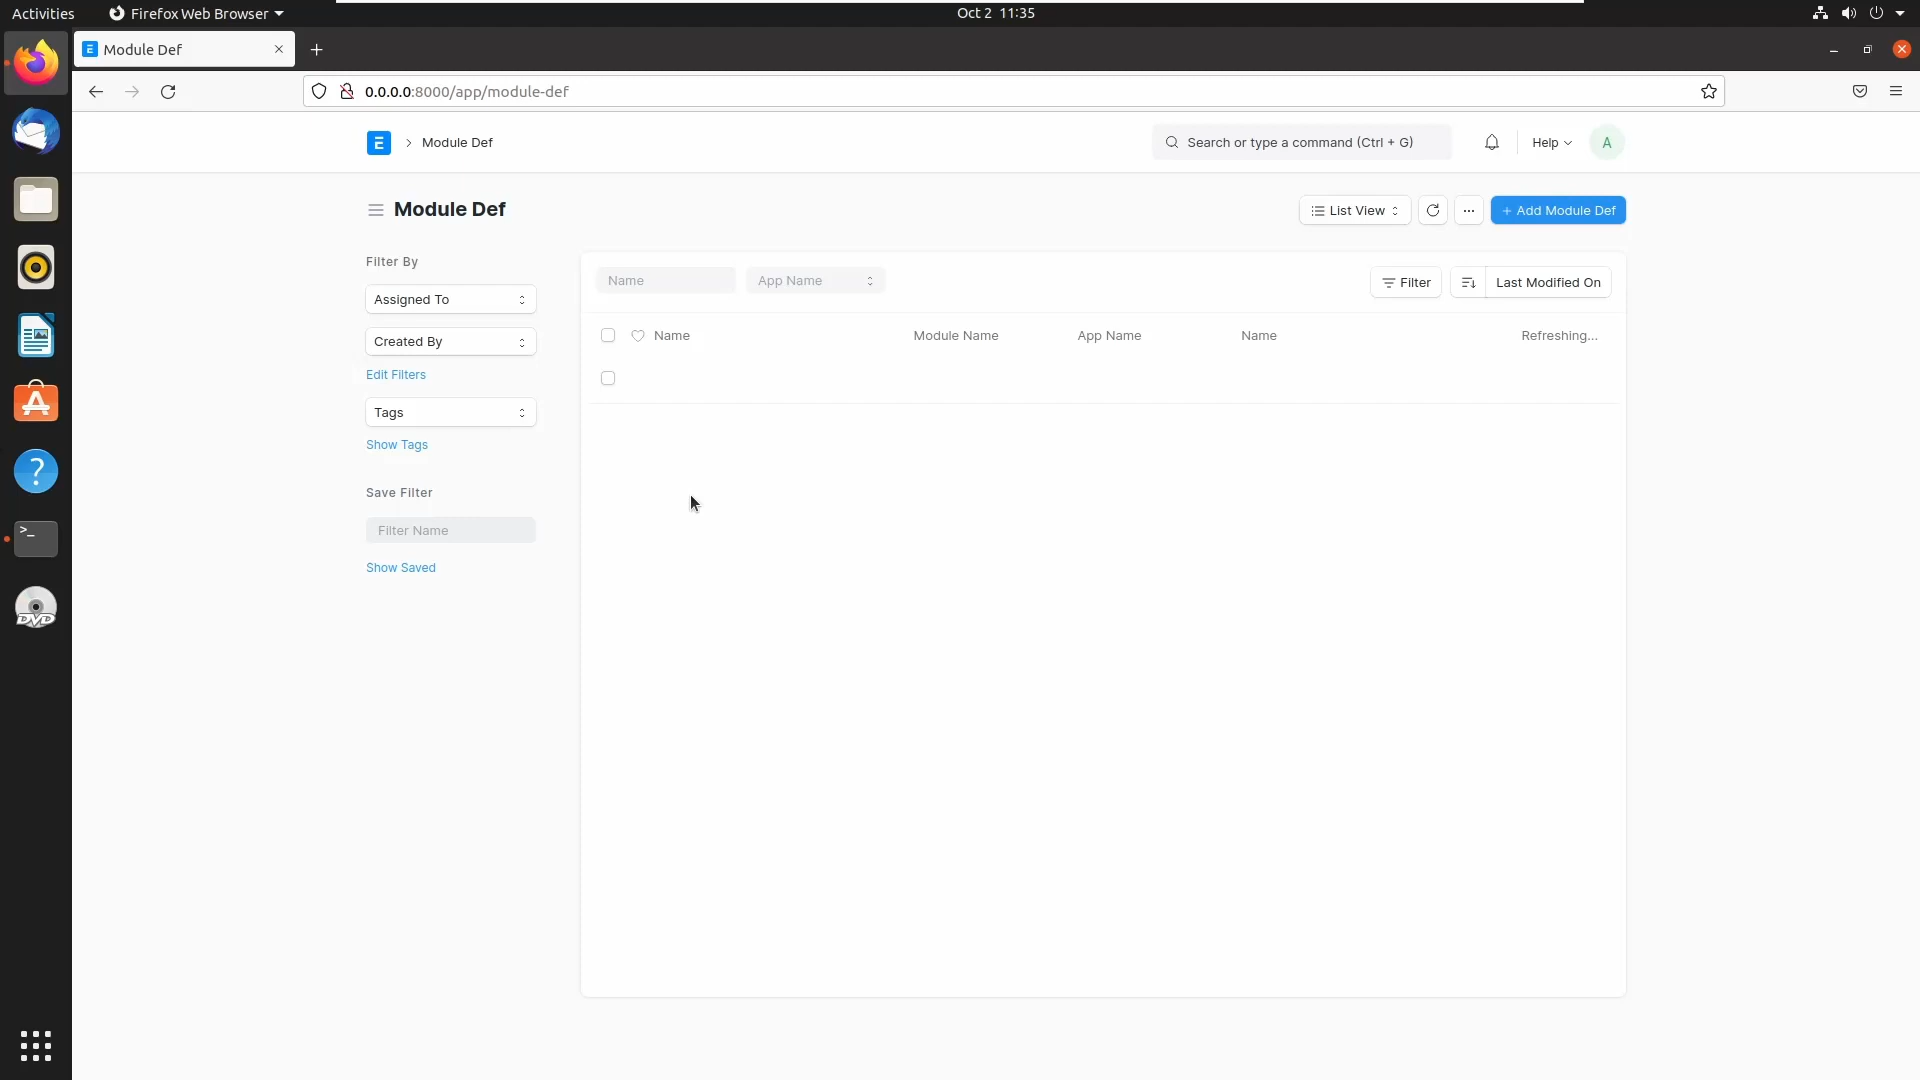 Activities
Firefox Web Browser
Oct 2 11:35
Module Def
0.0.0.0:8000/app/module-def
E
Module Def
Search or type a command (Ctrl + G)
Help
A
Module Def
List View
+ Add Module Def
Filter By
Assigned To
Created By
Edit Filters
Tags
Show Tags
Save Filter
Filter Name
Show Saved
Name
App Name
Filter
Last Modified On
Name
Module Name
App Name
Name
Refreshing...
>_
?
DVD